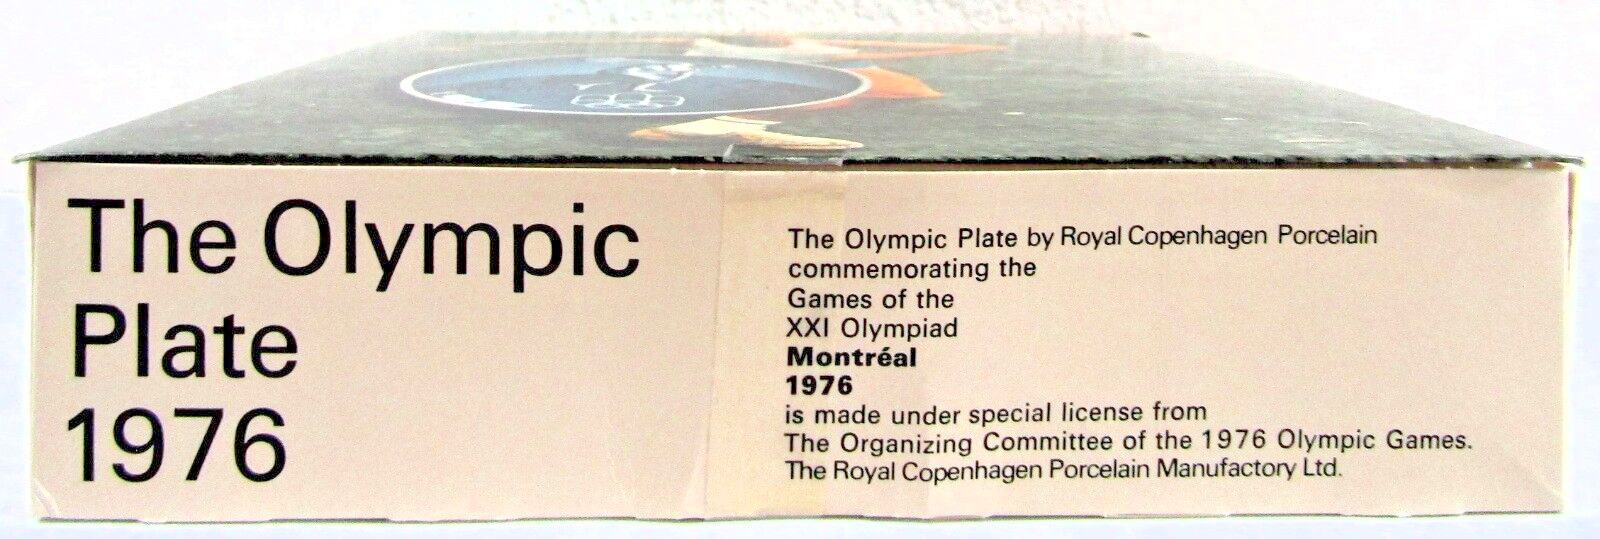 The Olympic
Plate
1976
The Olympic Plate by Royal Copenhagen Porcelain
commemorating the
Games of the
XXI Olympiad
Montréal
1976
is made under special license from
The Organizing Committee of the 1976 Olympic Games.
The Royal Copenhagen Porcelain Manufactory Ltd.